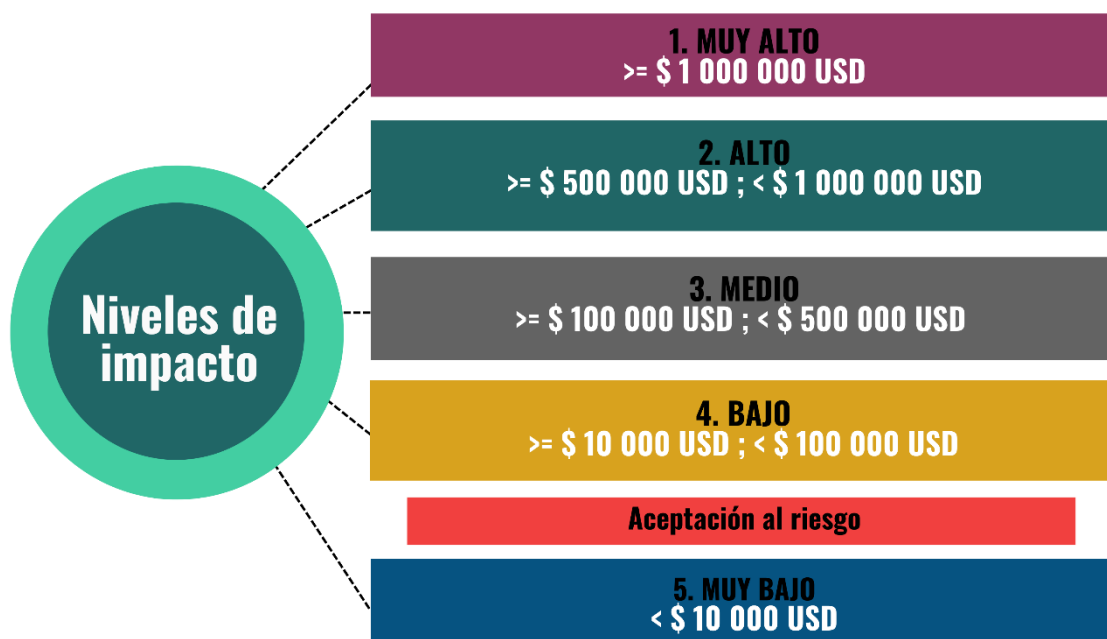 1. MUY ALTO
>= $ 1 000 000 USD
2. ALTO
>= $ 500 000 USD ; < $ 1 000 000 USD
Niveles de
impacto
3. MEDIO
>= $ 100 000 USD ; < $ 500 000 USD
4. BAJO
>= $ 10 000 USD ; < $ 100 000 USD
Aceptación al riesgo
5. MUY BAJO
< $ 10 000 USD